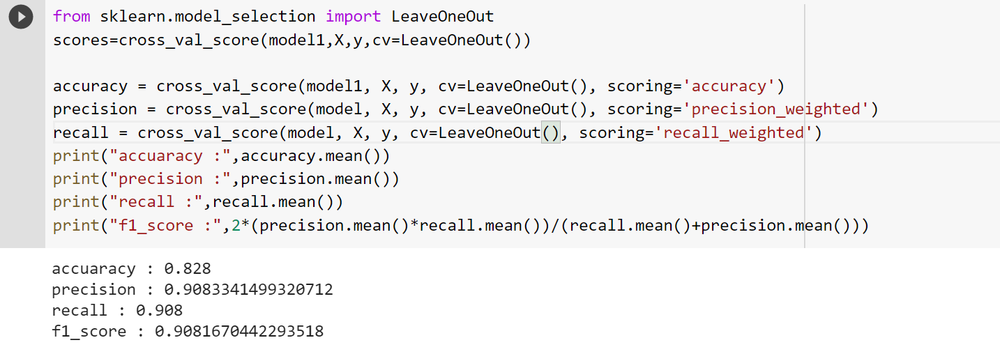 from sklearn.model_selection import LeaveOneOut
scores=cross_val_score(model1,X,y,cv=LeaveOneOut())
accuracy = cross_val_score(model1, X, y, cv=LeaveOneOut(), scoring='accuracy')
precision = cross_val_score(model, X, y, cv=LeaveOneOut(), scoring='precision_weighted')
recall = cross_val_score(model, X, y, cv=LeaveOneOut(), scoring='recall_weighted')
print("accuaracy :",accuracy.mean())
print("precision :",precision.mean())
print("recall :",recall.mean())
print("f1_score :",2*(precision.mean()*recall.mean())/(recall.mean()+precision.mean()))
accuaracy : 0.828
precision : 0.9083341499320712
recall : 0.908
f1_score : 0.9081670442293518